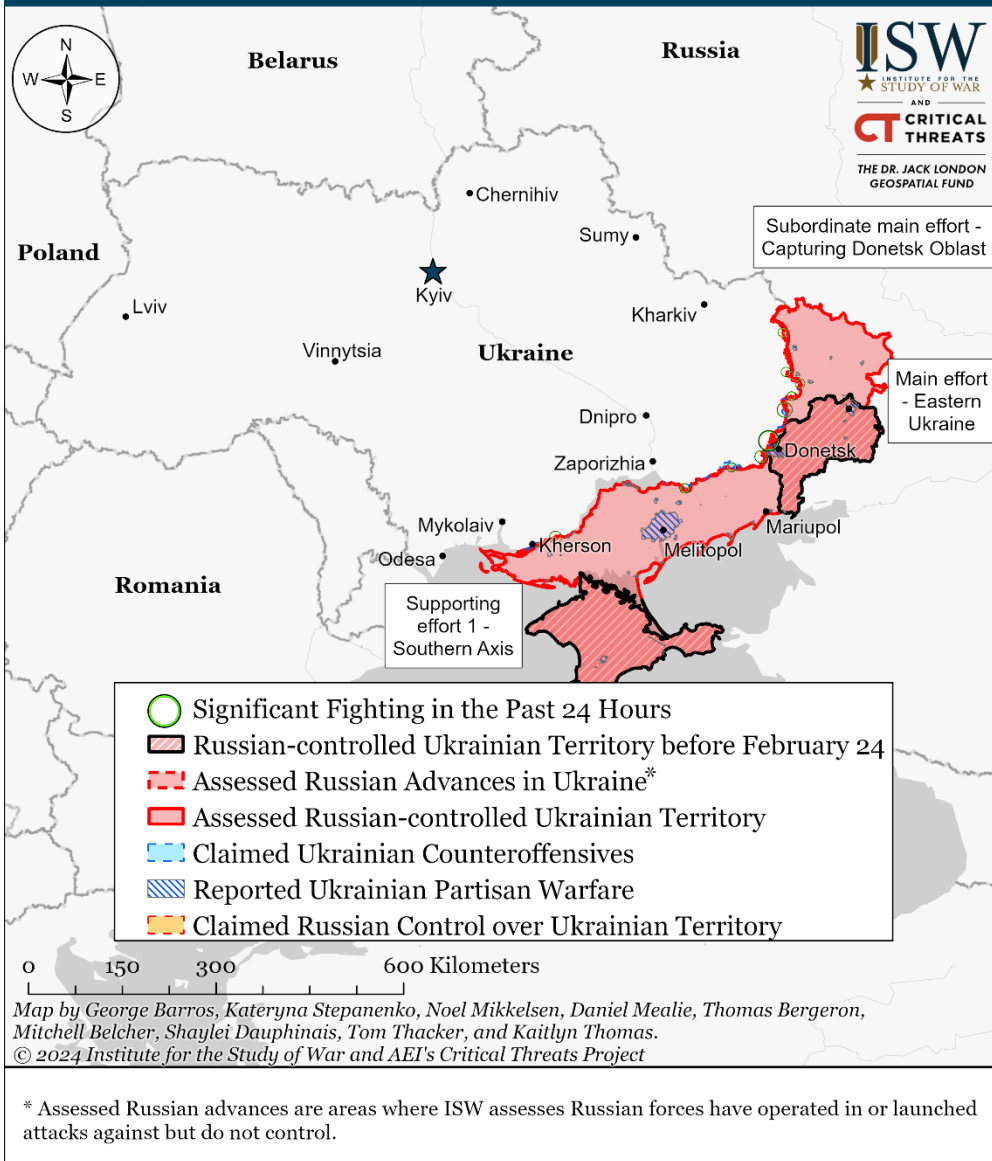 N
W E
S
Belarus
Russia
ISW
INSTITUTE FOR THE
STUDY OF WAR
AND
CT CRITICAL
THREATS
THE DR. JACK LONDON
GEOSPATIAL FUND
Chernihiv
Subordinate main effort -
Capturing Donetsk Oblast
Sumy
Poland
Kyiv
Lviv
Kharkiv
Vinnytsia
Ukraine
Main effort
- Eastern
Ukraine
Dnipro
Donetsk
Zaporizhia
Mykolaiv
Mariupol
Kherson
Melitopol
Odesa
Romania
Supporting
effort 1 -
Southern Axis
Significant Fighting in the Past 24 Hours
Russian-controlled Ukrainian Territory before February 24
Assessed Russian Advances in Ukraine*
Assessed Russian-controlled Ukrainian Territory
Claimed Ukrainian Counteroffensives
Reported Ukrainian Partisan Warfare
Claimed Russian Control over Ukrainian Territory
0 150 300 600 Kilometers
Map by George Barros, Kateryna Stepanenko, Noel Mikkelsen, Daniel Mealie, Thomas Bergeron,
Mitchell Belcher, Shaylei Dauphinais, Tom Thacker, and Kaitlyn Thomas.
© 2024 Institute for the Study of War and AEI's Critical Threats Project
* Assessed Russian advances are areas where ISW assesses Russian forces have operated in or launched
attacks against but do not control.